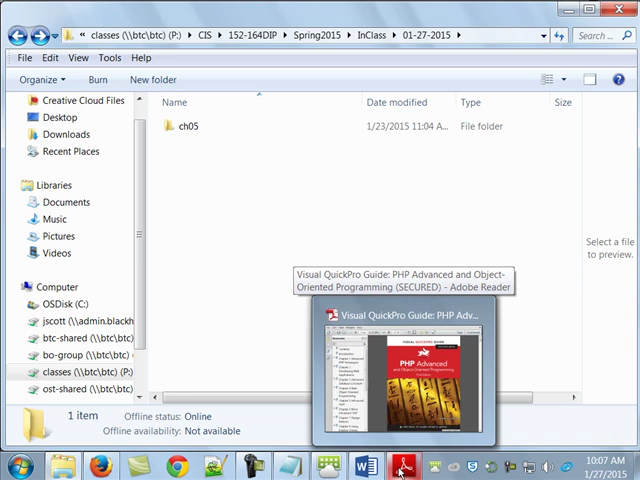 « classes (\\btc\btc) (P:) CIS 152-164DIP Spring2015 InClass 01-27-2015
Search...
File Edit View Tools Help
Organize Burn New folder
Name Date modified Type Size
Creative Cloud Files
Desktop
Downloads
Recent Places
Libraries
Documents
Music
Pictures
Videos
Computer
OSDisk (C:)
jscott (\\admin.blackh
btc-shared (\\btc\btc)
bo-group (\\btc\btc)
classes (\\btc\btc) (P:)
ost-shared (\\btc\btc)
ch05 1/23/2015 11:04 A... File folder
Select a file
to preview.
Visual QuickPro Guide: PHP Advanced and Object-
Oriented Programming (SECURED) - Adobe Reader
Visual QuickPro Guide: PHP Adv...
VISUAL QUICKPRO GUIDE
PHP Advanced
and Object-Oriented Programming
1 item
Offline status: Online
Offline availability: Not available
10:07 AM
1/27/2015